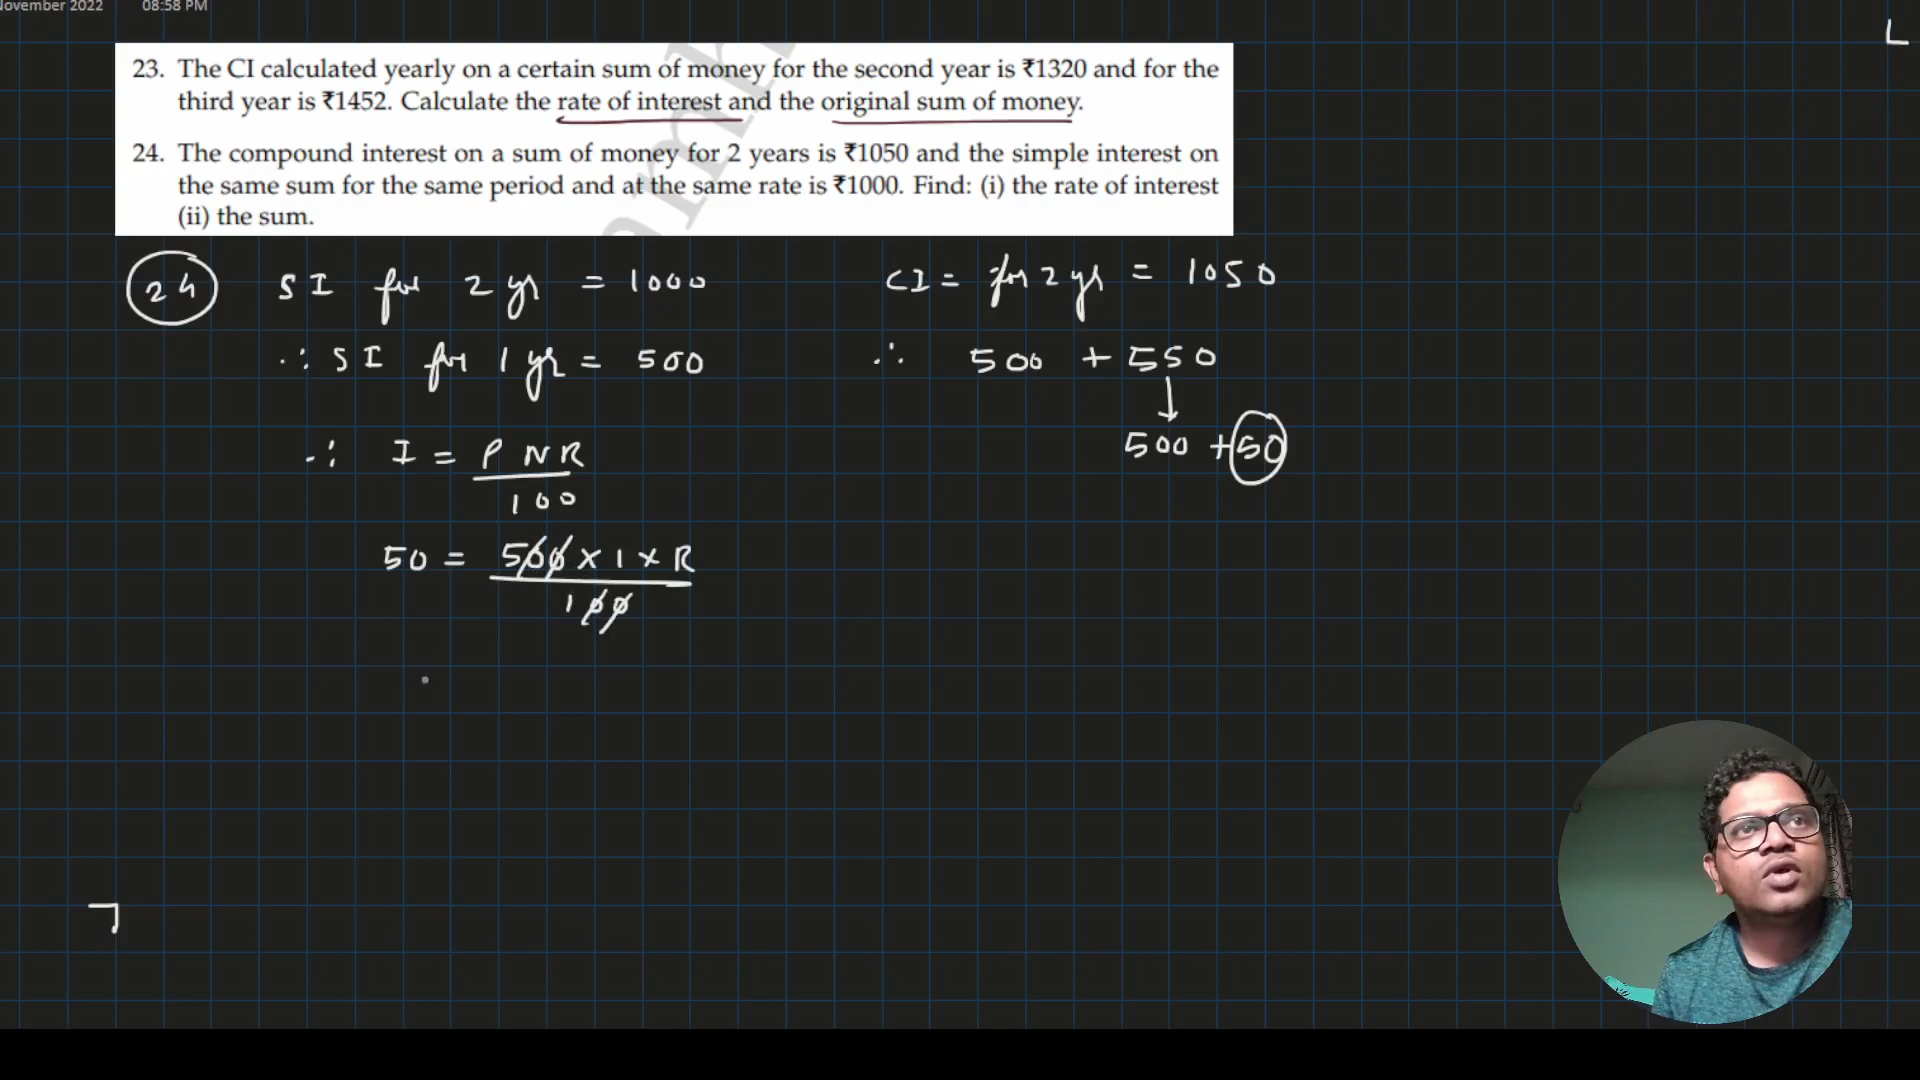 November 2022 08:58 PM
23. The CI calculated yearly on a certain sum of money for the second year is ₹1320 and for the
third year is ₹1452. Calculate the rate of interest and the original sum of money.
24. The compound interest on a sum of money for 2 years is ₹1050 and the simple interest on
the same sum for the same period and at the same rate is ₹1000. Find: (i) the rate of interest
(ii) the sum.
24 SI for 2 yr = 1000
∴ SI for 1 yr = 500
∴ I = PNR
100
50 = 500 × 1 × R
100
CI = for 2 yr = 1050
∴ 500 + 550
500 + 50